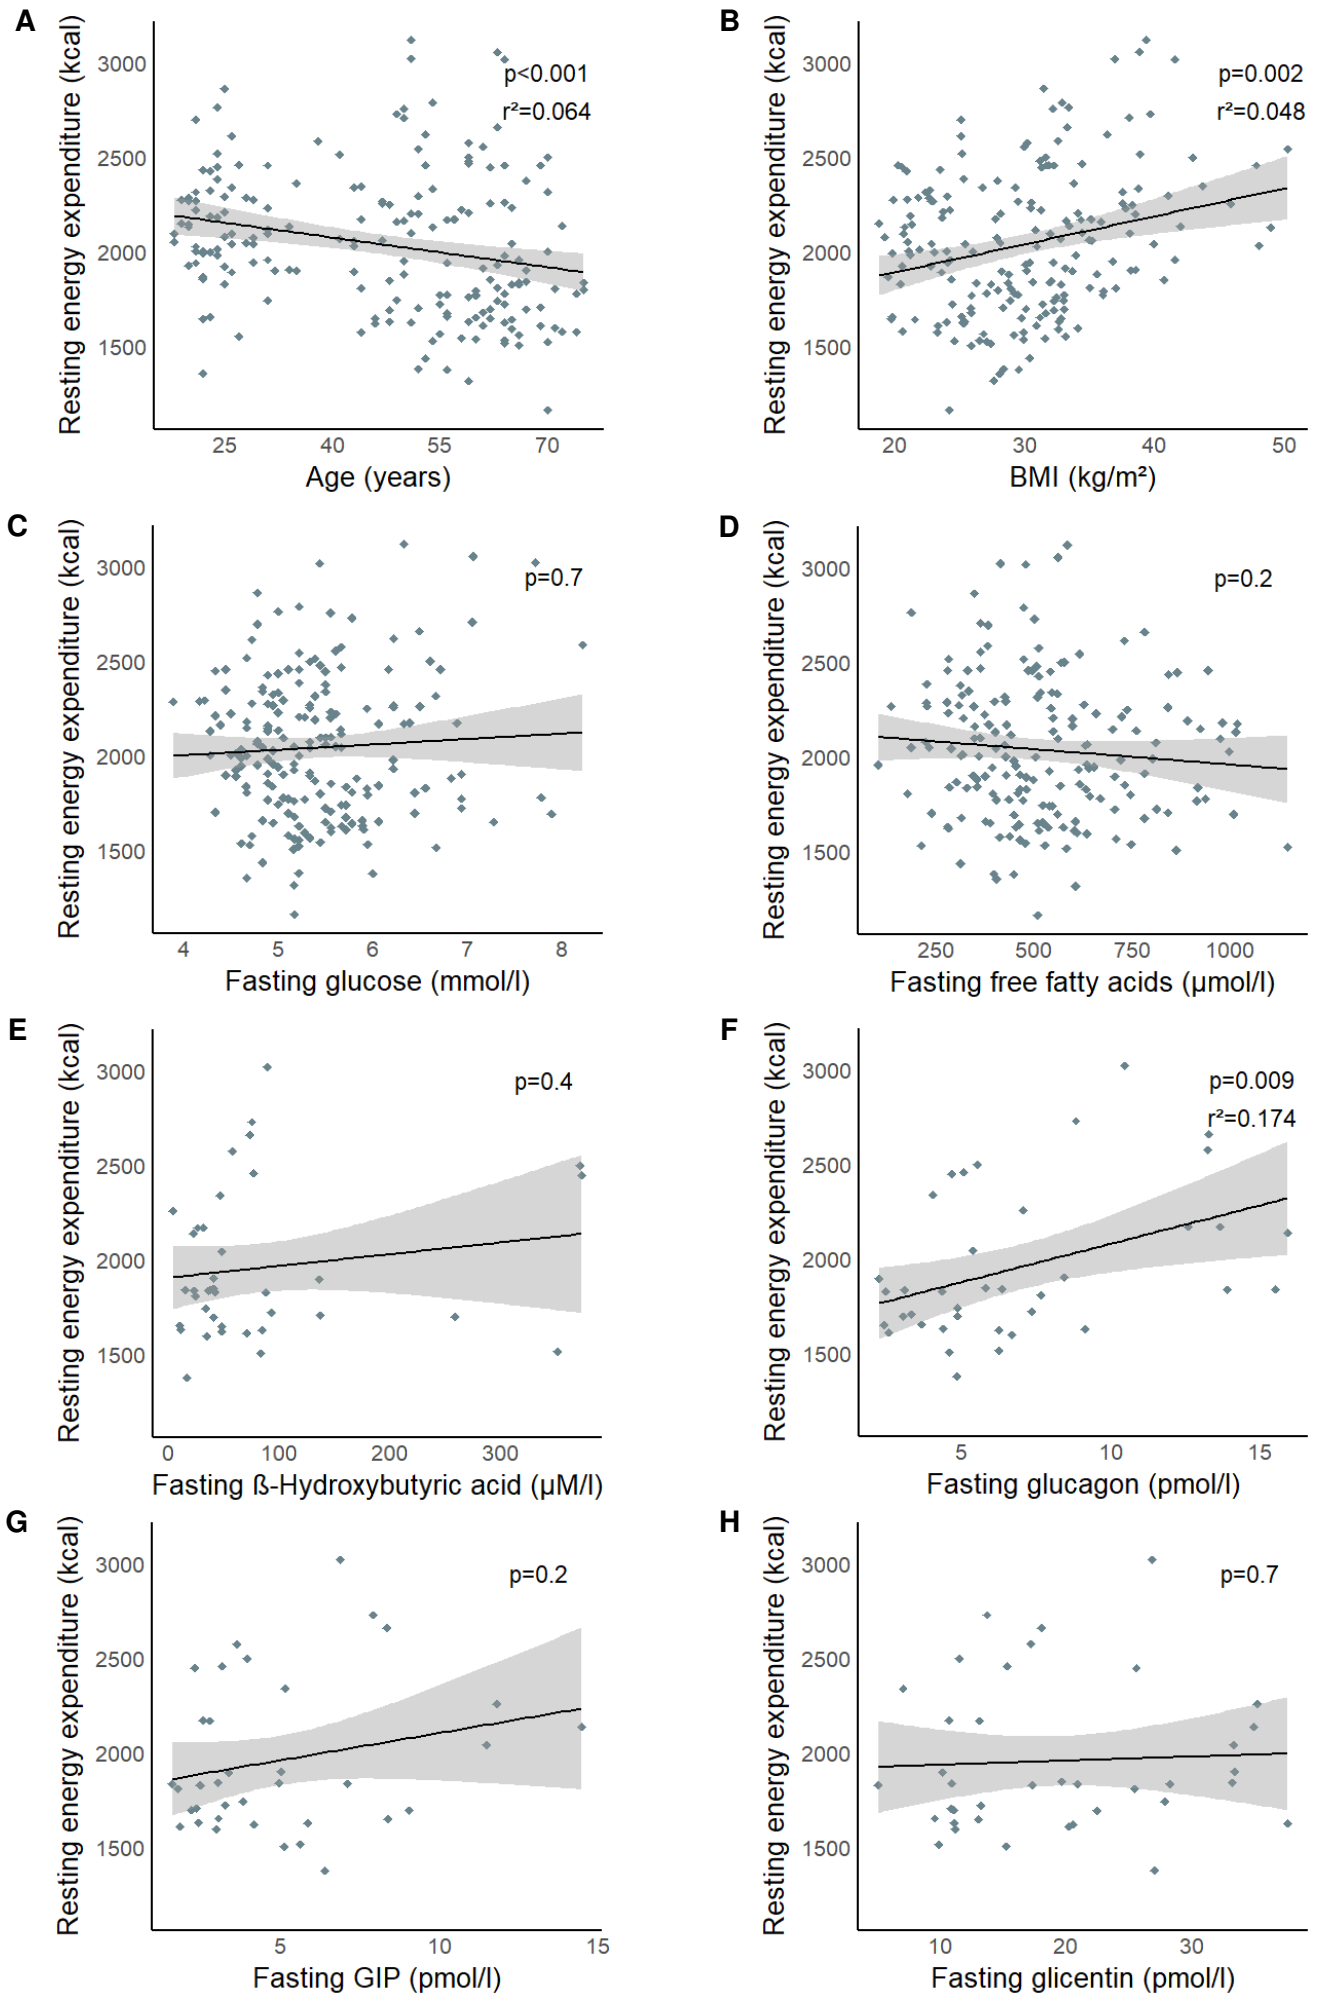 A
Resting energy expenditure (kcal)
3000
2500
2000
1500
p<0.001
r²=0.064
25 40 55 70
Age (years)
B
Resting energy expenditure (kcal)
3000
2500
2000
1500
p=0.002
r²=0.048
20 30 40 50
BMI (kg/m²)
C
Resting energy expenditure (kcal)
3000
2500
2000
1500
p=0.7
4 5 6 7 8
Fasting glucose (mmol/l)
D
Resting energy expenditure (kcal)
3000
2500
2000
1500
p=0.2
250 500 750 1000
Fasting free fatty acids (µmol/l)
E
Resting energy expenditure (kcal)
3000
2500
2000
1500
p=0.4
0 100 200 300
Fasting ß-Hydroxybutyric acid (µM/l)
F
Resting energy expenditure (kcal)
3000
2500
2000
1500
p=0.009
r²=0.174
5 10 15
Fasting glucagon (pmol/l)
G
Resting energy expenditure (kcal)
3000
2500
2000
1500
p=0.2
5 10 15
Fasting GIP (pmol/l)
H
Resting energy expenditure (kcal)
3000
2500
2000
1500
p=0.7
10 20 30
Fasting glicentin (pmol/l)